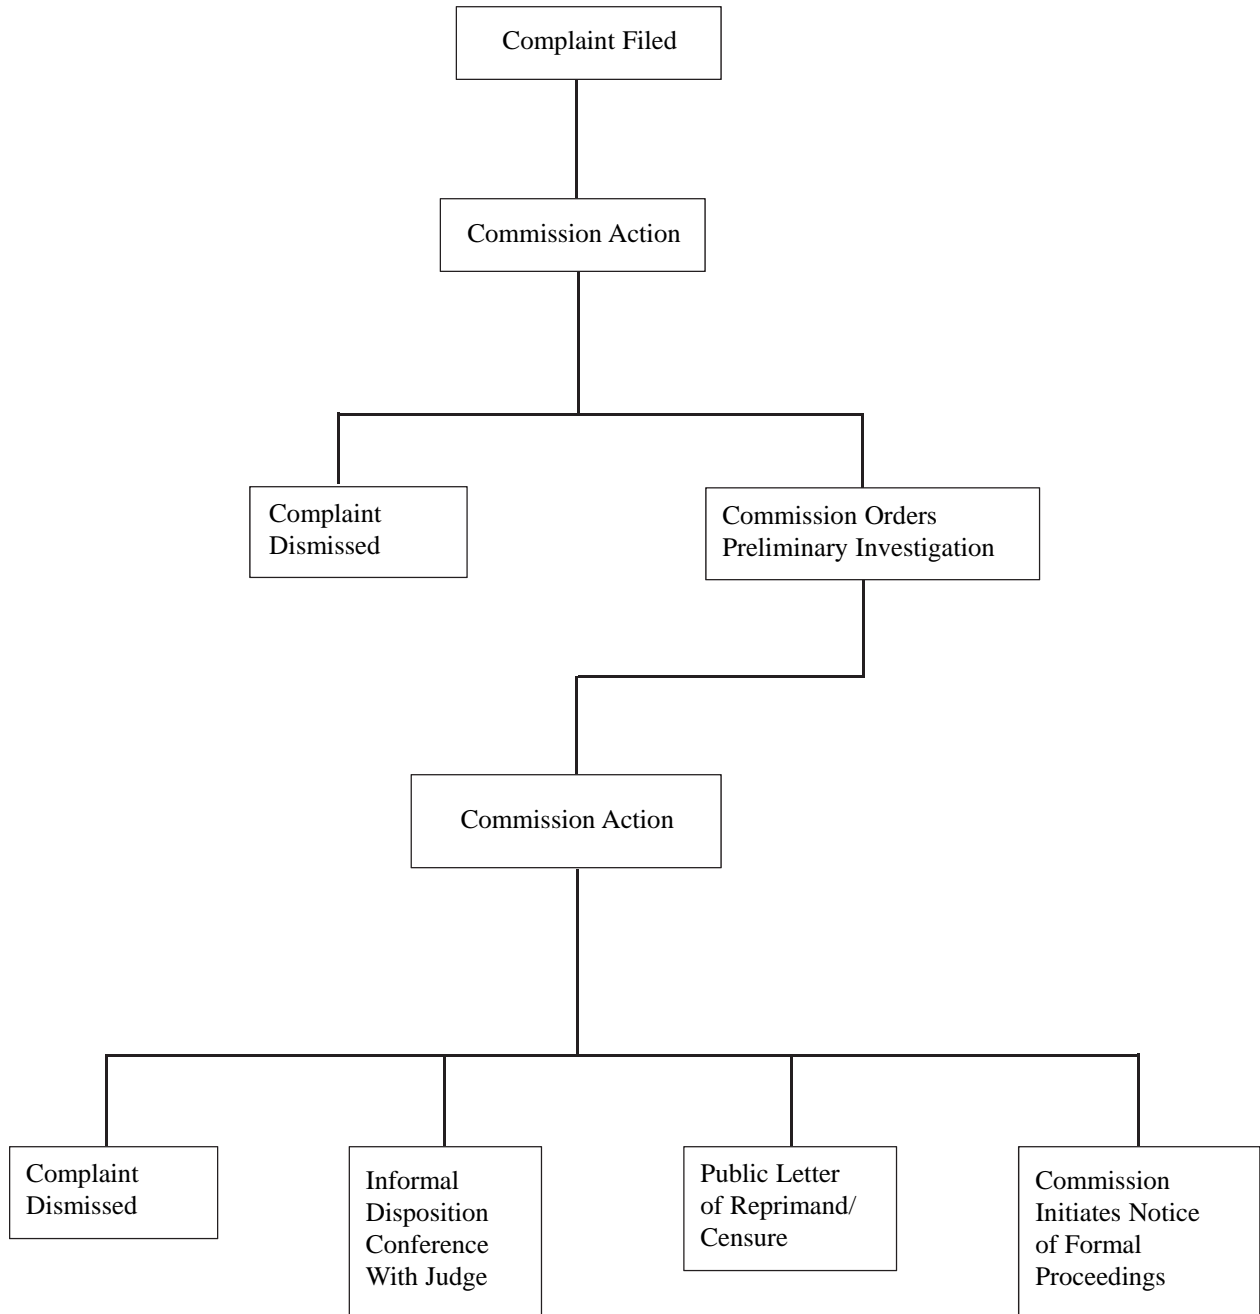 Complaint Filed
Commission Action
Complaint
Dismissed
Commission Orders
Preliminary Investigation
Commission Action
Complaint
Dismissed
Informal
Disposition
Conference
With Judge
Public Letter
of Reprimand/
Censure
Commission
Initiates Notice
of Formal
Proceedings